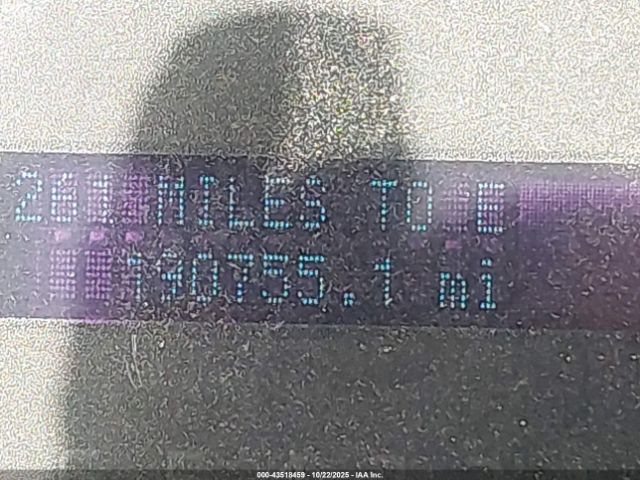 MILES TO E
190755.1 mi
000-43518459 - 10/22/2025 - IAA Inc.